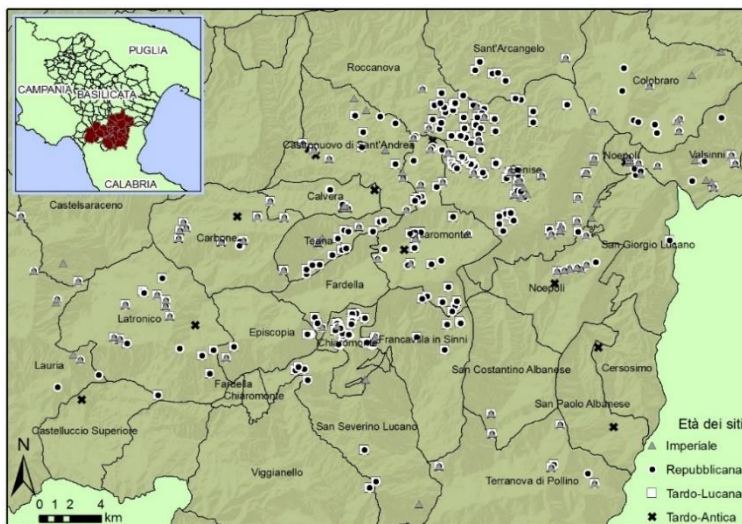 PUGLIA
CAMPANIA
BASILICATA
CALABRIA
Sant'Arcangelo
Roccanova
Colobraro
Castronuovo di Sant'Andrea
Noepoli
Valsinni
Calvera
Castelsaraceno
Carbone
Teana
San Giorgio Lucano
Fardella
Noepoli
Latronico
Episcopia
Chiaromonte
Francavilla in Sinni
Lauria
San Costantino Albanese
Cersosimo
Fardella
Chiaromonte
San Paolo Albanese
San Severino Lucano
Castelluccio Superiore
Età dei siti
Imperiale
Viggianello
Repubblicana
Terranova di Pollino
Tardo-Lucana
Tardo-Antica
N
0 1 2 4
km